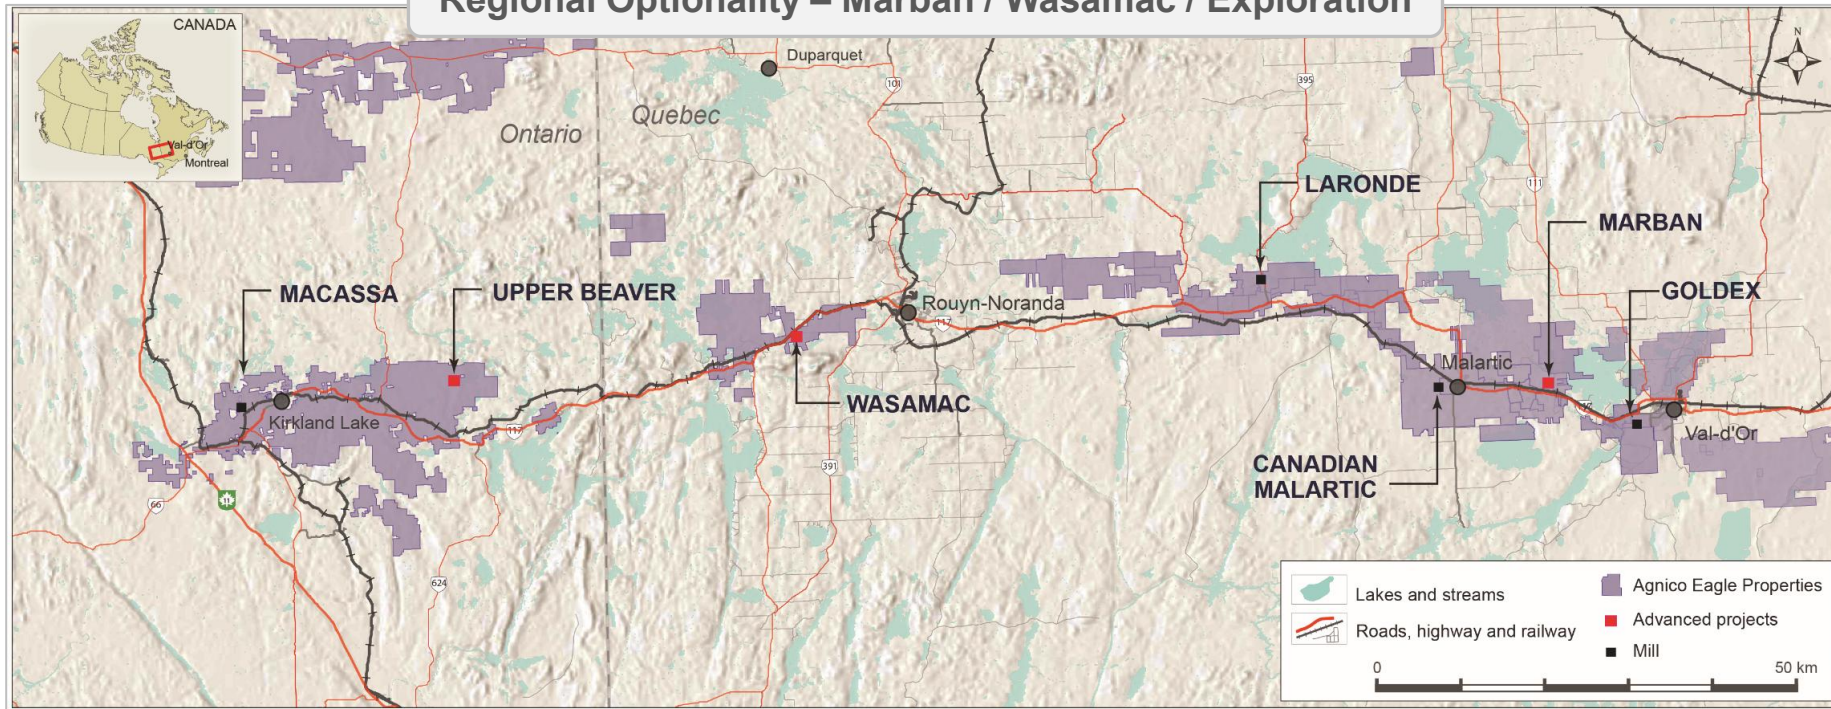 Regional Optionality – Marban / Wasamac / Exploration
CANADA
Val-d'Or
Montreal
N
Duparquet
101
395
Ontario
Quebec
111
LARONDE
MARBAN
MACASSA
UPPER BEAVER
GOLDEX
Rouyn-Noranda
117
Malartic
WASAMAC
Kirkland Lake
117
Val-d'Or
CANADIAN
MALARTIC
391
66
11
624
Lakes and streams
Roads, highway and railway
Agnico Eagle Properties
Advanced projects
Mill
0
50 km